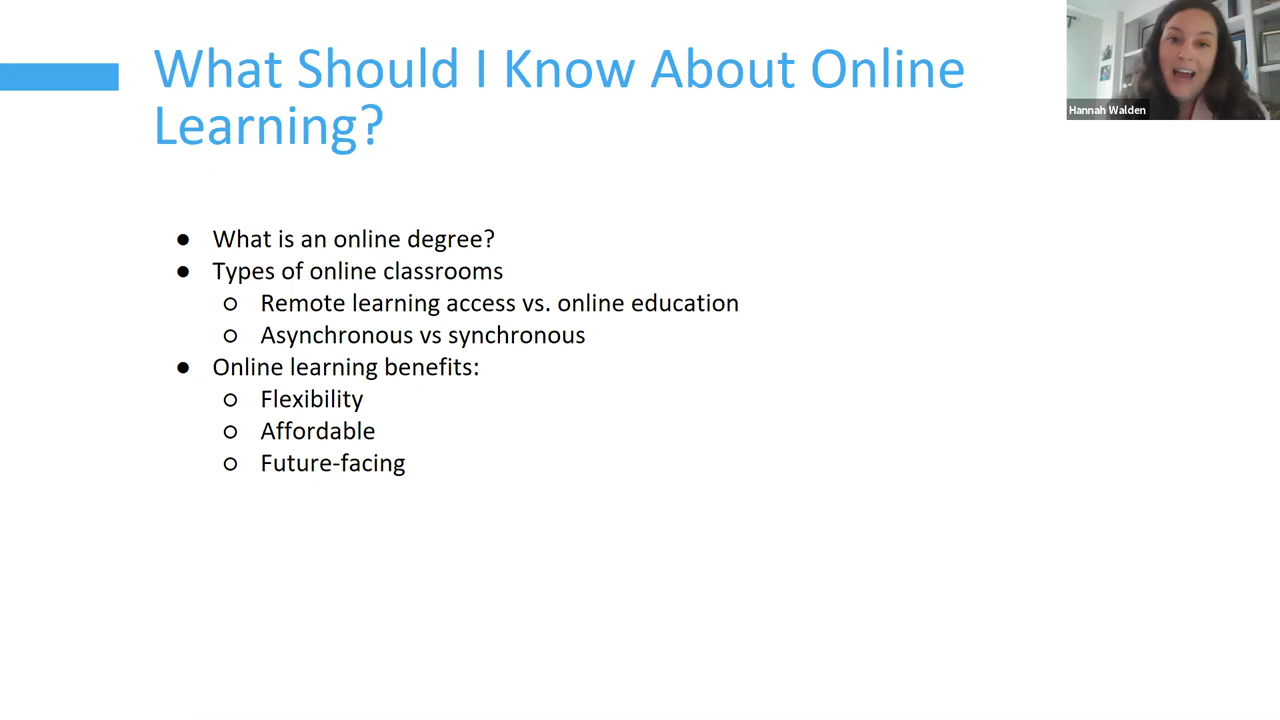 What Should I Know About Online
Learning?
Hannah Walden
● What is an online degree?
● Types of online classrooms
○ Remote learning access vs. online education
○ Asynchronous vs synchronous
● Online learning benefits:
○ Flexibility
○ Affordable
○ Future-facing